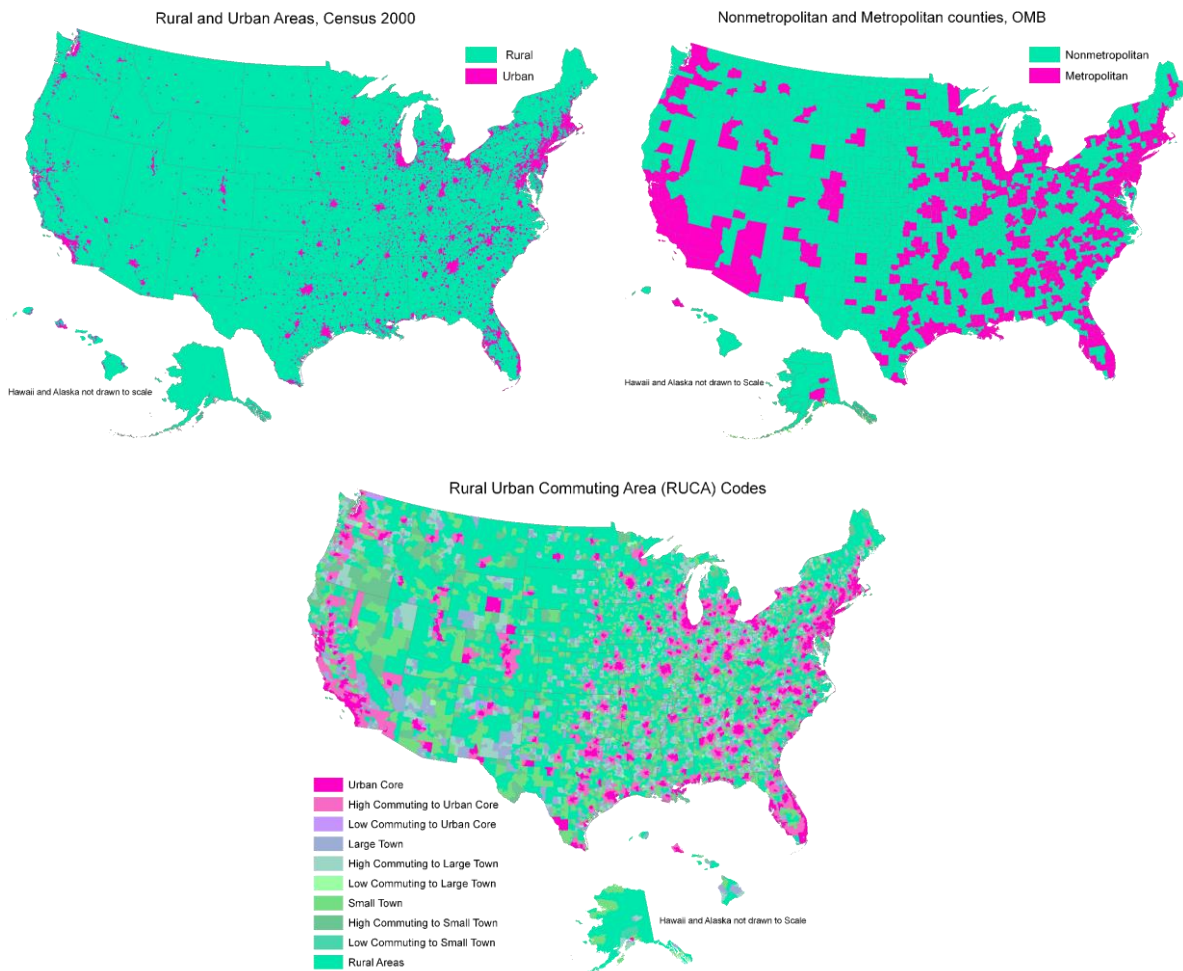 Rural and Urban Areas, Census 2000
Rural
Urban
Hawaii and Alaska not drawn to scale
Nonmetropolitan and Metropolitan counties, OMB
Nonmetropolitan
Metropolitan
Hawaii and Alaska not drawn to Scale
Rural Urban Commuting Area (RUCA) Codes
Urban Core
High Commuting to Urban Core
Low Commuting to Urban Core
Large Town
High Commuting to Large Town
Low Commuting to Large Town
Small Town
High Commuting to Small Town
Low Commuting to Small Town
Rural Areas
Hawaii and Alaska not drawn to Scale